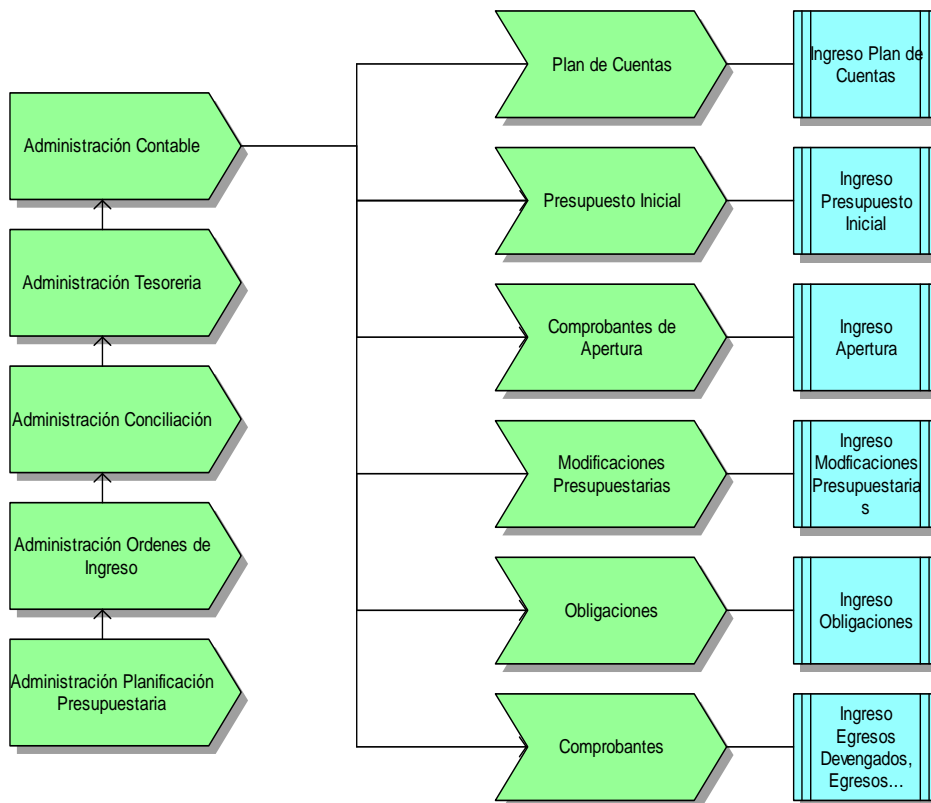 Administración Contable
Administración Tesoreria
Administración Conciliación
Administración Ordenes de
Ingreso
Administración Planificación
Presupuestaria
Plan de Cuentas
Presupuesto Inicial
Comprobantes de
Apertura
Modificaciones
Presupuestarias
Obligaciones
Comprobantes
Ingreso Plan de
Cuentas
Ingreso
Presupuesto
Inicial
Ingreso
Apertura
Ingreso
Modficaciones
Presupuestaria
s
Ingreso
Obligaciones
Ingreso
Egresos
Devengados,
Egresos...